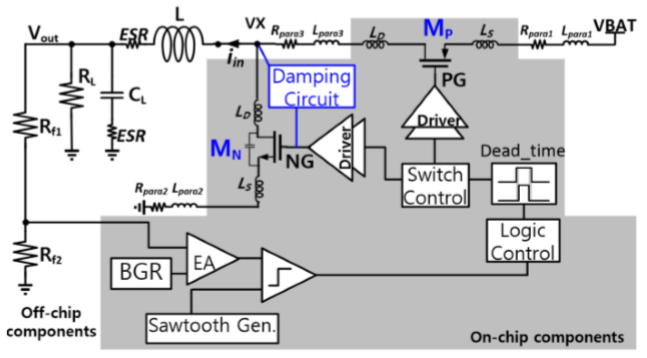 L
VX
Rpara3 Lpara3
LD
MP
LS
Rpara1 Lpara1
VBAT
Vout
ESR
iin
RL
CL
ESR
Damping
Circuit
PG
Driver
Rf1
LD
MN
NG
Driver
Dead_time
Switch
Control
LS
Rpara2 Lpara2
Logic
Control
Rf2
BGR
EA
Sawtooth Gen.
Off-chip
components
On-chip components